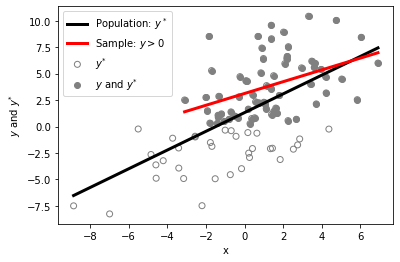 Population: y*
Sample: y > 0
y*
y and y*
10.0
7.5
5.0
2.5
0.0
−2.5
−5.0
−7.5
y and y*
−8 −6 −4 −2 0 2 4 6
x